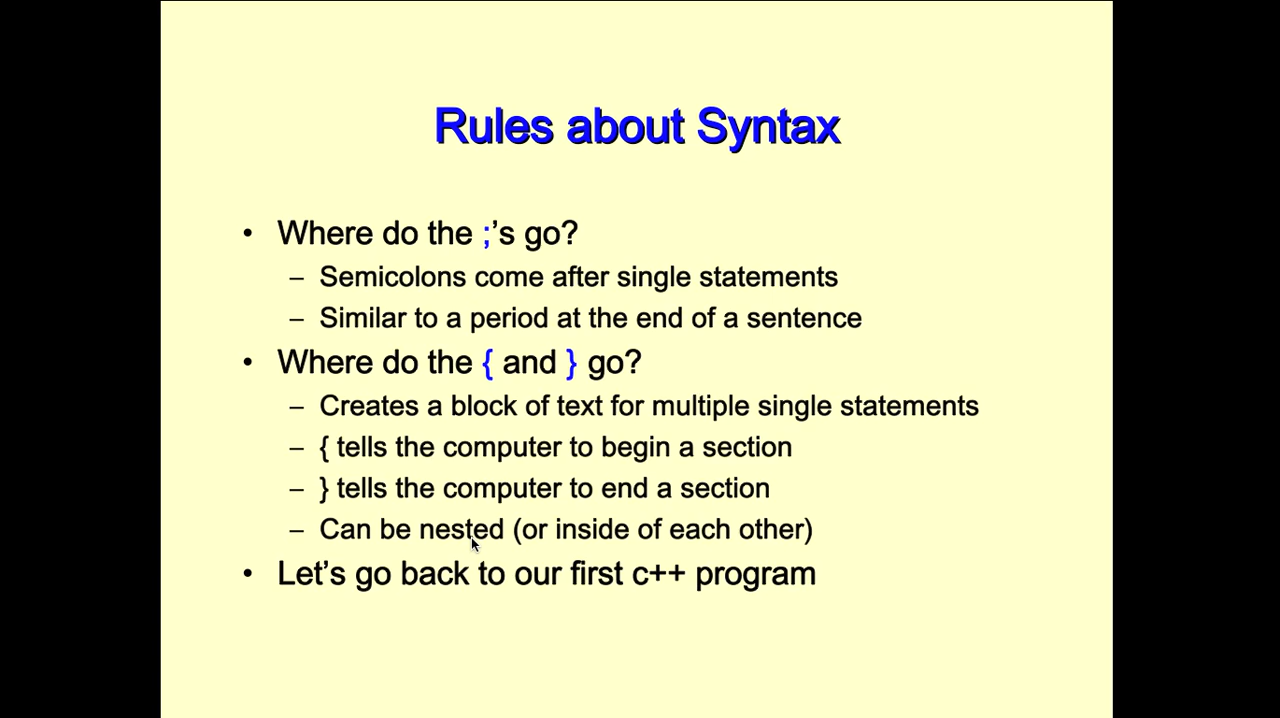 Rules about Syntax
• Where do the ;’s go?
– Semicolons come after single statements
– Similar to a period at the end of a sentence
• Where do the { and } go?
– Creates a block of text for multiple single statements
– { tells the computer to begin a section
– } tells the computer to end a section
– Can be nested (or inside of each other)
• Let’s go back to our first c++ program